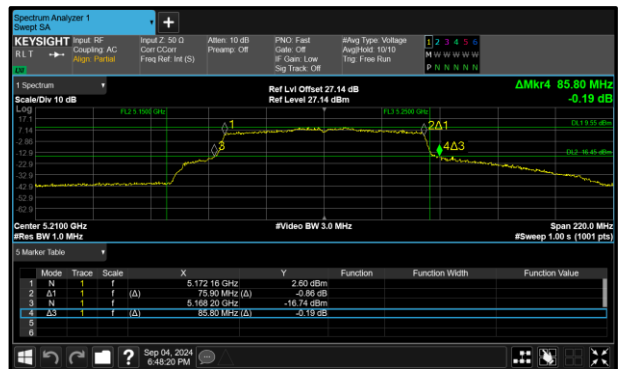 Spectrum Analyzer 1
Swept SA
+
KEYSIGHT Input: RF Input Z: 50 Ω Atten: 10 dB PNO: Fast #Avg Type: Voltage 1 2 3 4 5 6
RLT Coupling: AC Corr CCorr Preamp: Off Gate: Off Avg|Hold: 10/10 M W W W W W
Align: Partial Freq Ref: Int (S) IF Gain: Low Trig: Free Run
Sig Track: Off P N N N N N
1 Spectrum Ref Lvl Offset 27.14 dB ΔMkr4 85.80 MHz
Scale/Div 10 dB Ref Level 27.14 dBm -0.19 dB
Log
17.1 FL2 5.1500 GHz FL3 5.2500 GHz
7.14 1 2Δ1 DL1 9.55 dBm
-2.86
-12.9 3 4Δ3 DL2 -16.45 dBm
-22.9
-32.9
-42.9
-52.9
-62.9
Center 5.2100 GHz #Video BW 3.0 MHz Span 220.0 MHz
#Res BW 1.0 MHz #Sweep 1.00 s (1001 pts)
5 Marker Table
Mode Trace Scale X Y Function Function Width Function Value
1 N 1 f 5.172 16 GHz 2.60 dBm
2 Δ1 1 f (Δ) 75.90 MHz (Δ) -0.86 dB
3 N 1 f 5.168 20 GHz -16.74 dBm
4 Δ3 1 f (Δ) 85.80 MHz (Δ) -0.19 dB
5
6
? Sep 04, 2024
6:48:20 PM